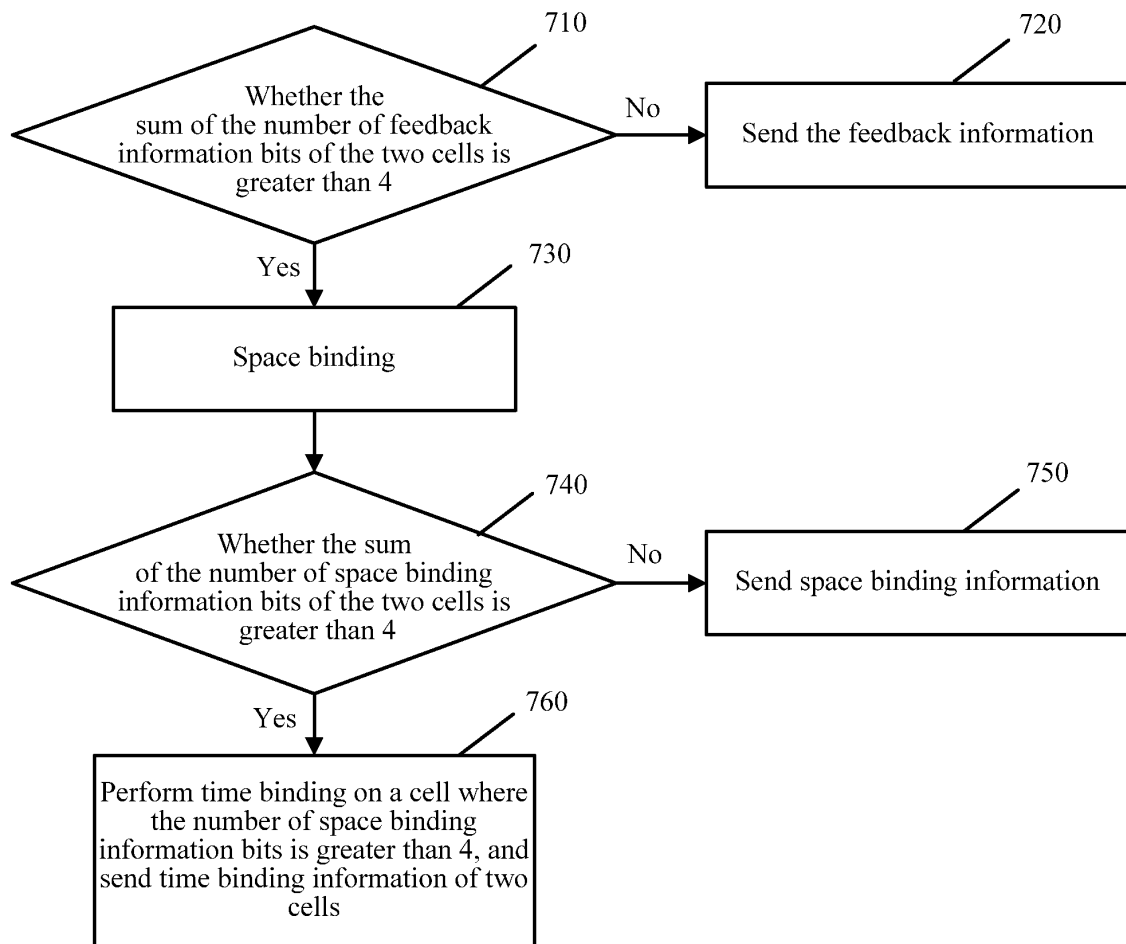 710
720
Whether the
sum of the number of feedback
information bits of the two cells is
greater than 4
No
Send the feedback information
Yes
730
Space binding
740
750
Whether the sum
of the number of space binding
information bits of the two cells is
greater than 4
No
Send space binding information
Yes
760
Perform time binding on a cell where
the number of space binding
information bits is greater than 4, and
send time binding information of two
cells